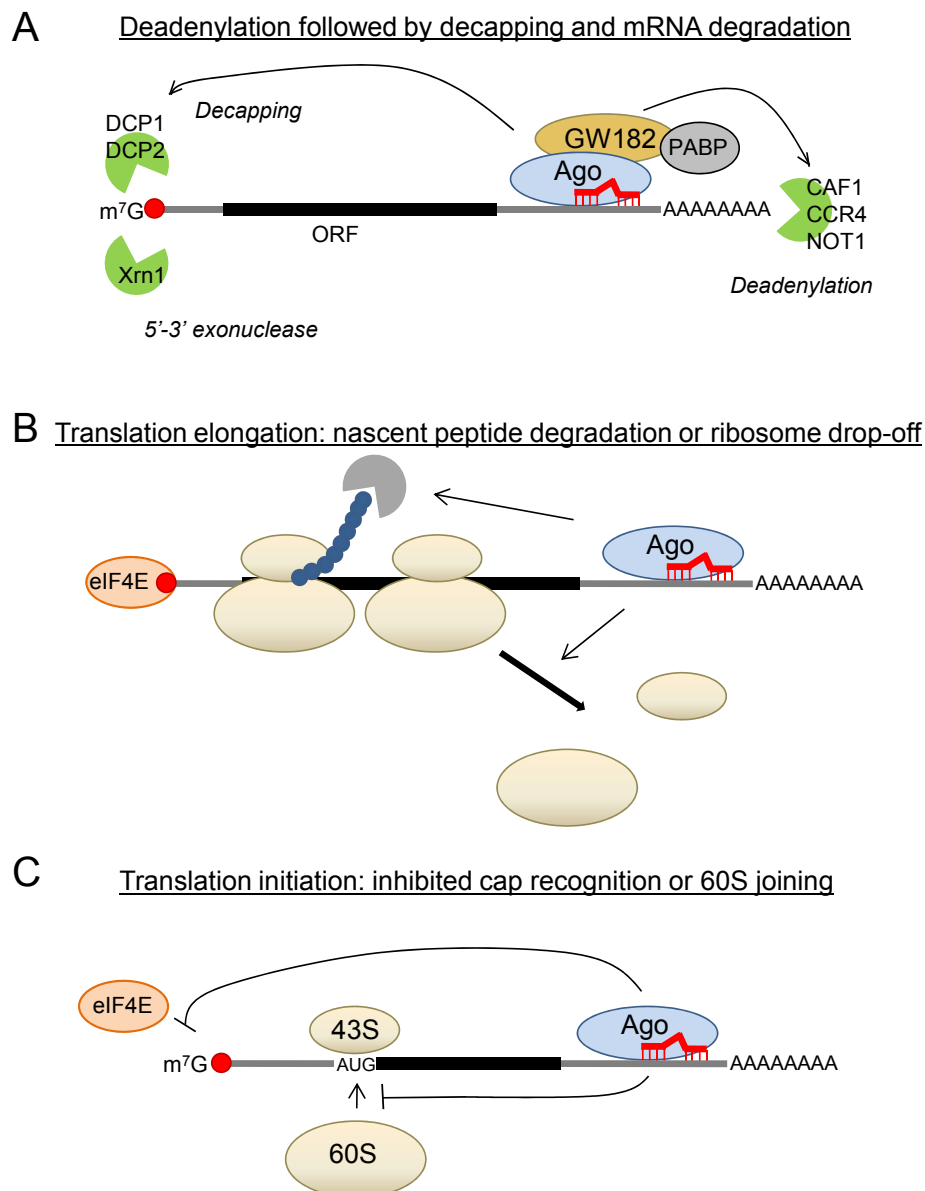 A
Deadenylation followed by decapping and mRNA degradation
Decapping
DCP1
DCP2
GW182
PABP
Ago
CAF1
CCR4
NOT1
m⁷G
AAAAAAAA
ORF
Xrn1
Deadenylation
5’-3’ exonuclease
B
Translation elongation: nascent peptide degradation or ribosome drop-off
Ago
eIF4E
AAAAAAAA
C
Translation initiation: inhibited cap recognition or 60S joining
eIF4E
43S
Ago
m⁷G
AUG
AAAAAAAA
60S